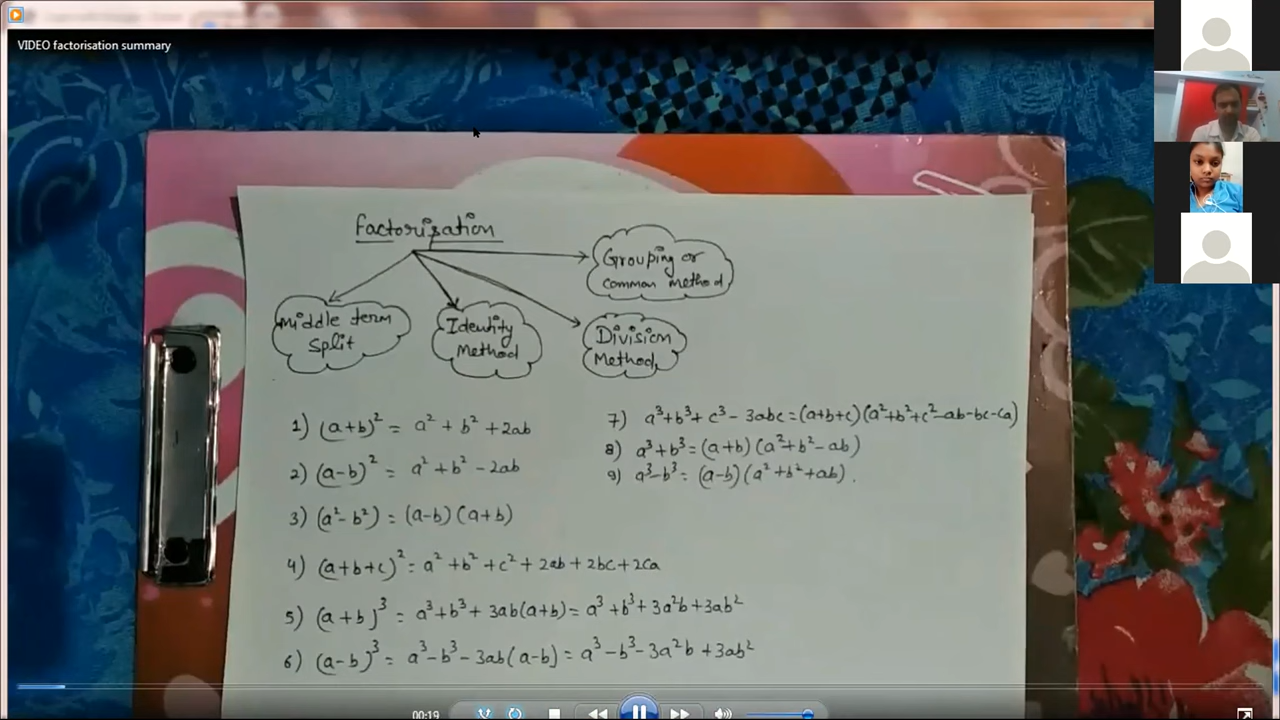 VIDEO factorisation summary
Factorisation
Grouping or
common method
Middle term
split
Identity
Method
Division
Method
1) (a+b)² = a² + b² + 2ab
2) (a-b)² = a² + b² - 2ab
3) (a²-b²) = (a-b) (a+b)
4) (a+b+c)² = a² + b² + c² + 2ab + 2bc + 2ca
5) (a+b)³ = a³+b³ + 3ab(a+b) = a³ + b³ + 3a²b + 3ab²
6) (a-b)³ = a³-b³ - 3ab(a-b) = a³ - b³ - 3a²b + 3ab²
7) a³+b³+c³ - 3abc = (a+b+c) (a²+b²+c²-ab-bc-ca)
8) a³+b³ = (a+b) (a²+b²-ab)
9) a³-b³ = (a-b) (a²+b²+ab).
00:19